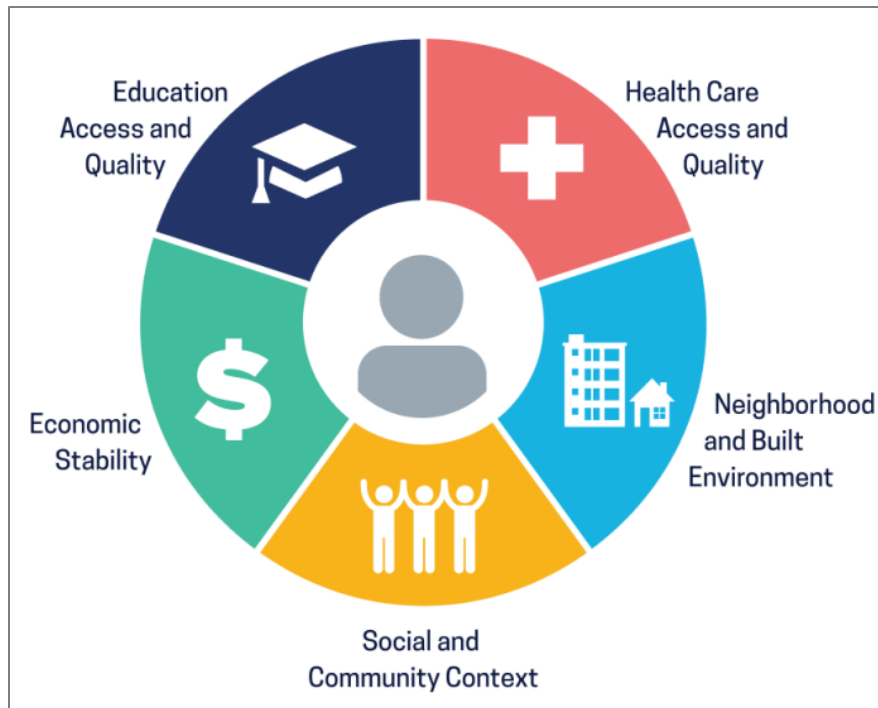 Education
Access and
Quality
Health Care
Access and
Quality
Economic
Stability
Neighborhood
and Built
Environment
Social and
Community Context